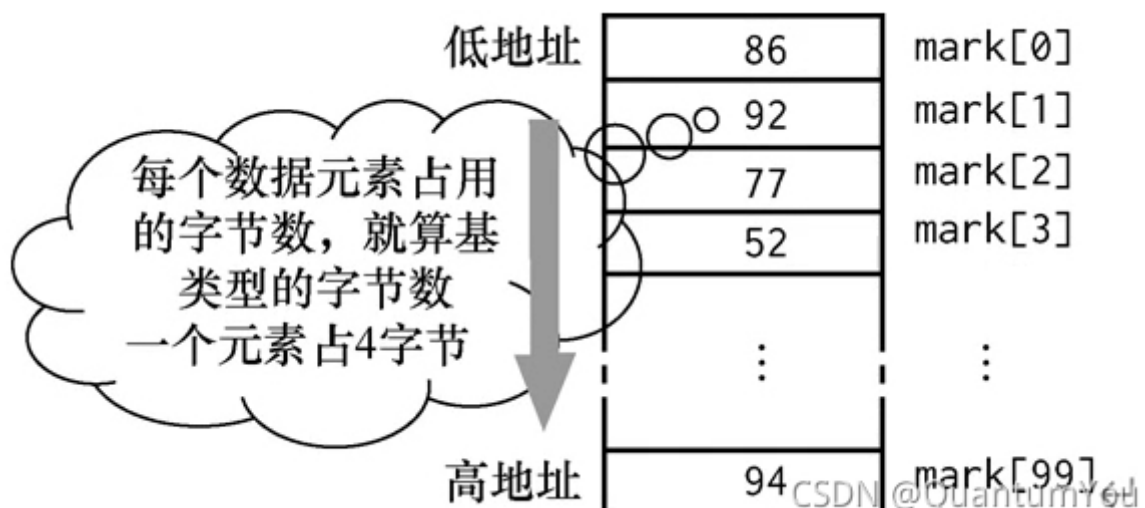 低地址
86 mark[0]
92 mark[1]
77 mark[2]
52 mark[3]
每个数据元素占用
的字节数，就算基
类型的字节数
一个元素占4字节
⋮ ⋮
高地址
94 mark[99]
CSDN @QuantumYou